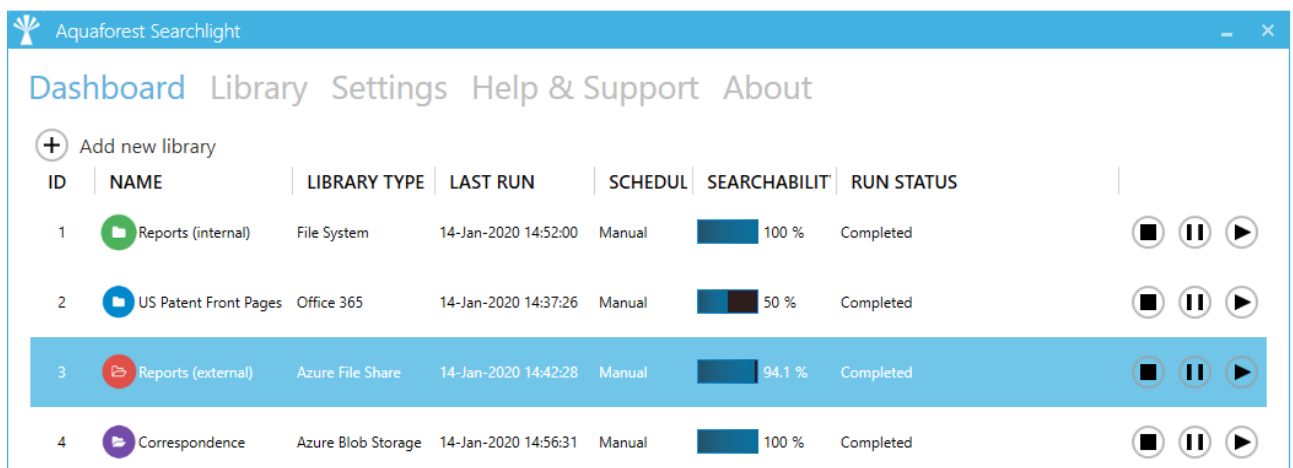 Aquaforest Searchlight
Dashboard Library Settings Help & Support About
Add new library
ID NAME LIBRARY TYPE LAST RUN SCHEDUL SEARCHABILIT RUN STATUS
1 Reports (internal) File System 14-Jan-2020 14:52:00 Manual 100 % Completed
2 US Patent Front Pages Office 365 14-Jan-2020 14:37:26 Manual 50 % Completed
3 Reports (external) Azure File Share 14-Jan-2020 14:42:28 Manual 94.1 % Completed
4 Correspondence Azure Blob Storage 14-Jan-2020 14:56:31 Manual 100 % Completed